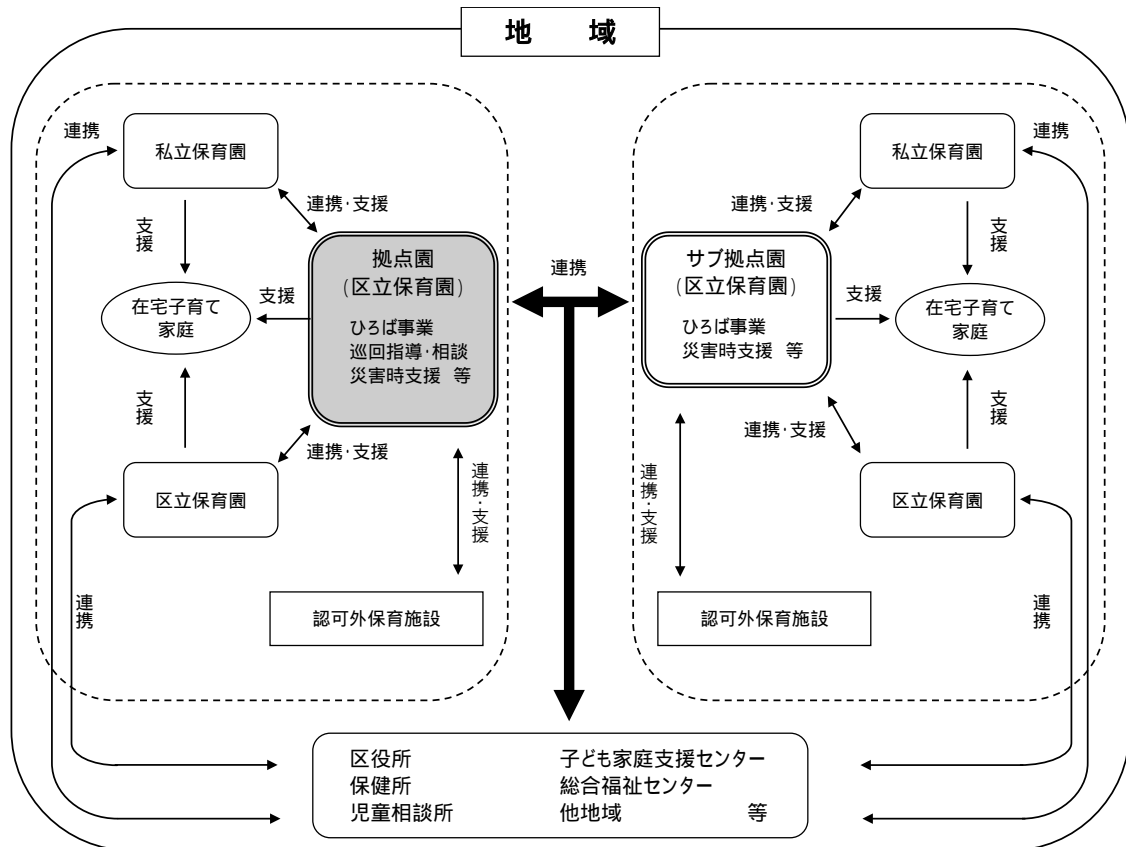 地　域
連携
私立保育園
連携・支援
支援
拠点園
(区立保育園)
ひろば事業
巡回指導・相談
災害時支援 等
支援
在宅子育て
家庭
支援
連携・支援
区立保育園
連携・支援
連携
認可外保育施設
連携
連携
私立保育園
連携・支援
支援
サブ拠点園
(区立保育園)
ひろば事業
災害時支援 等
支援
在宅子育て
家庭
支援
連携・支援
区立保育園
連携・支援
連携
認可外保育施設
区役所　子ども家庭支援センター
保健所　総合福祉センター
児童相談所　他地域　等